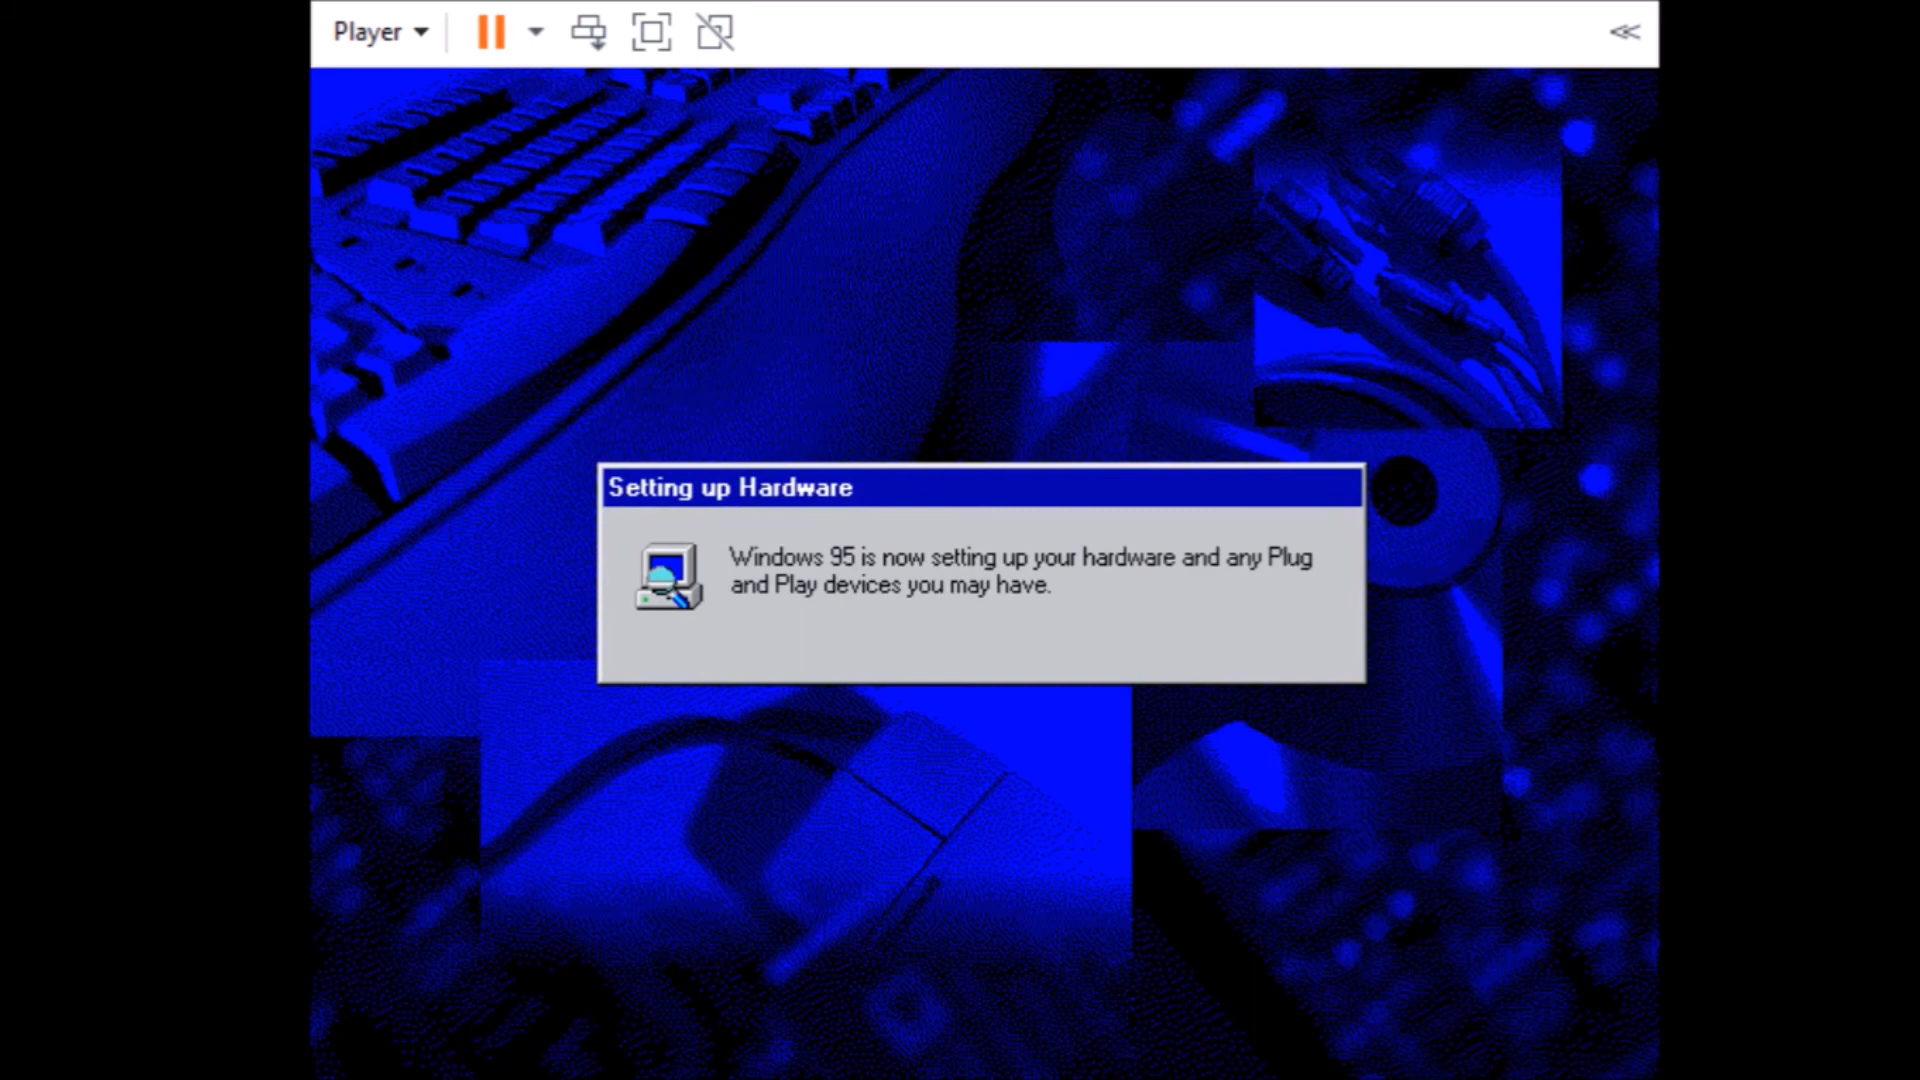 Player
Setting up Hardware
Windows 95 is now setting up your hardware and any Plug
and Play devices you may have.